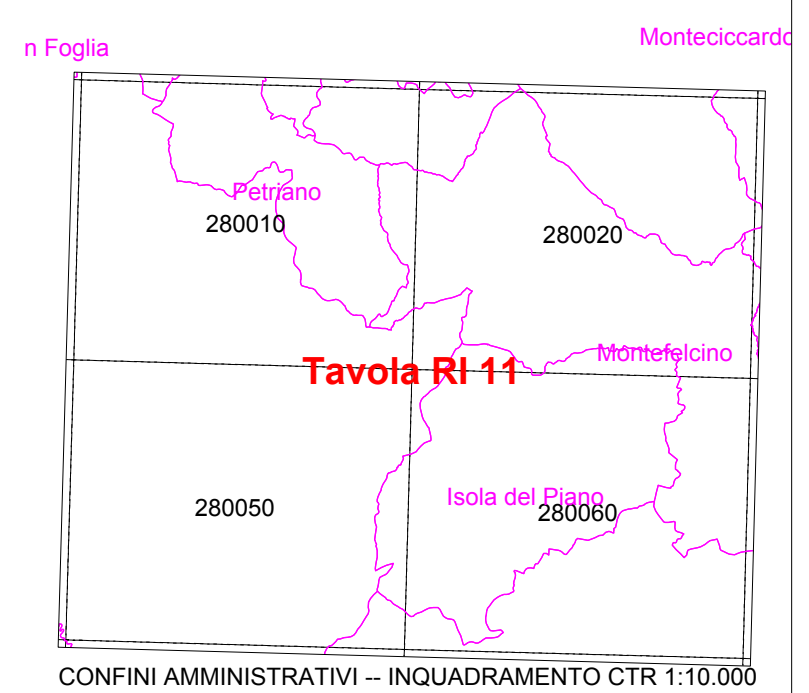 Monteciccardo
n Foglia
Petriano
280010
280020
Montefelcino
Tavola RI 11
Isola del Piano
280050
280060
CONFINI AMMINISTRATIVI -- INQUADRAMENTO CTR 1:10.000